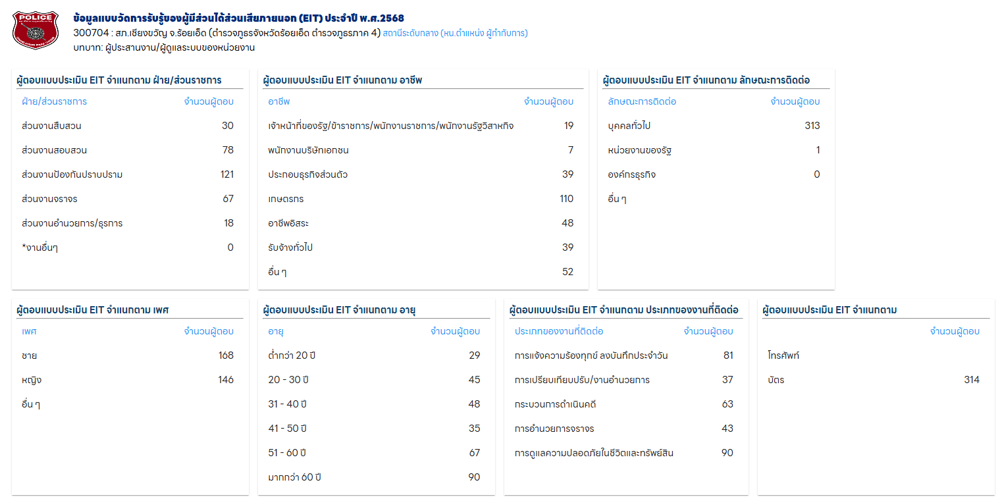 POLICE
ข้อมูลแบบวัดการรับรู้ของผู้มีส่วนได้ส่วนเสียภายนอก (EIT) ประจำปี พ.ศ.2568
300704 : สภ.เชียงขวัญ จ.ร้อยเอ็ด (ตำรวจภูธรจังหวัดร้อยเอ็ด ตำรวจภูธรภาค 4) สถานีระดับกลาง (หน.ตำแหน่ง ผู้กำกับการ)
บทบาท: ผู้ประสานงาน/ผู้ดูแลระบบของหน่วยงาน
ผู้ตอบแบบประเมิน EIT จำแนกตาม ฝ่าย/ส่วนราชการ
ฝ่าย/ส่วนราชการ จำนวนผู้ตอบ
ส่วนงานสืบสวน 30
ส่วนงานสอบสวน 78
ส่วนงานป้องกันปราบปราม 121
ส่วนงานจราจร 67
ส่วนงานอำนวยการ/ธุรการ 18
*งานอื่นๆ 0
ผู้ตอบแบบประเมิน EIT จำแนกตาม อาชีพ
อาชีพ จำนวนผู้ตอบ
เจ้าหน้าที่ของรัฐ/ข้าราชการ/พนักงานราชการ/พนักงานรัฐวิสาหกิจ 19
พนักงานบริษัทเอกชน 7
ประกอบธุรกิจส่วนตัว 39
เกษตรกร 110
อาชีพอิสระ 48
รับจ้างทั่วไป 39
อื่น ๆ 52
ผู้ตอบแบบประเมิน EIT จำแนกตาม ลักษณะการติดต่อ
ลักษณะการติดต่อ จำนวนผู้ตอบ
บุคคลทั่วไป 313
หน่วยงานของรัฐ 1
องค์กรธุรกิจ 0
อื่น ๆ
ผู้ตอบแบบประเมิน EIT จำแนกตาม เพศ
เพศ จำนวนผู้ตอบ
ชาย 168
หญิง 146
อื่น ๆ
ผู้ตอบแบบประเมิน EIT จำแนกตาม อายุ
อายุ จำนวนผู้ตอบ
ต่ำกว่า 20 ปี 29
20 - 30 ปี 45
31 - 40 ปี 48
41 - 50 ปี 35
51 - 60 ปี 67
มากกว่า 60 ปี 90
ผู้ตอบแบบประเมิน EIT จำแนกตาม ประเภทของงานที่ติดต่อ
ประเภทของงานที่ติดต่อ จำนวนผู้ตอบ
การแจ้งความร้องทุกข์ ลงบันทึกประจำวัน 81
การเปรียบเทียบปรับ/งานอำนวยการ 37
กระบวนการดำเนินคดี 63
การอำนวยการจราจร 43
การดูแลความปลอดภัยในชีวิตและทรัพย์สิน 90
ผู้ตอบแบบประเมิน EIT จำแนกตาม
จำนวนผู้ตอบ
โทรศัพท์
บัตร 314